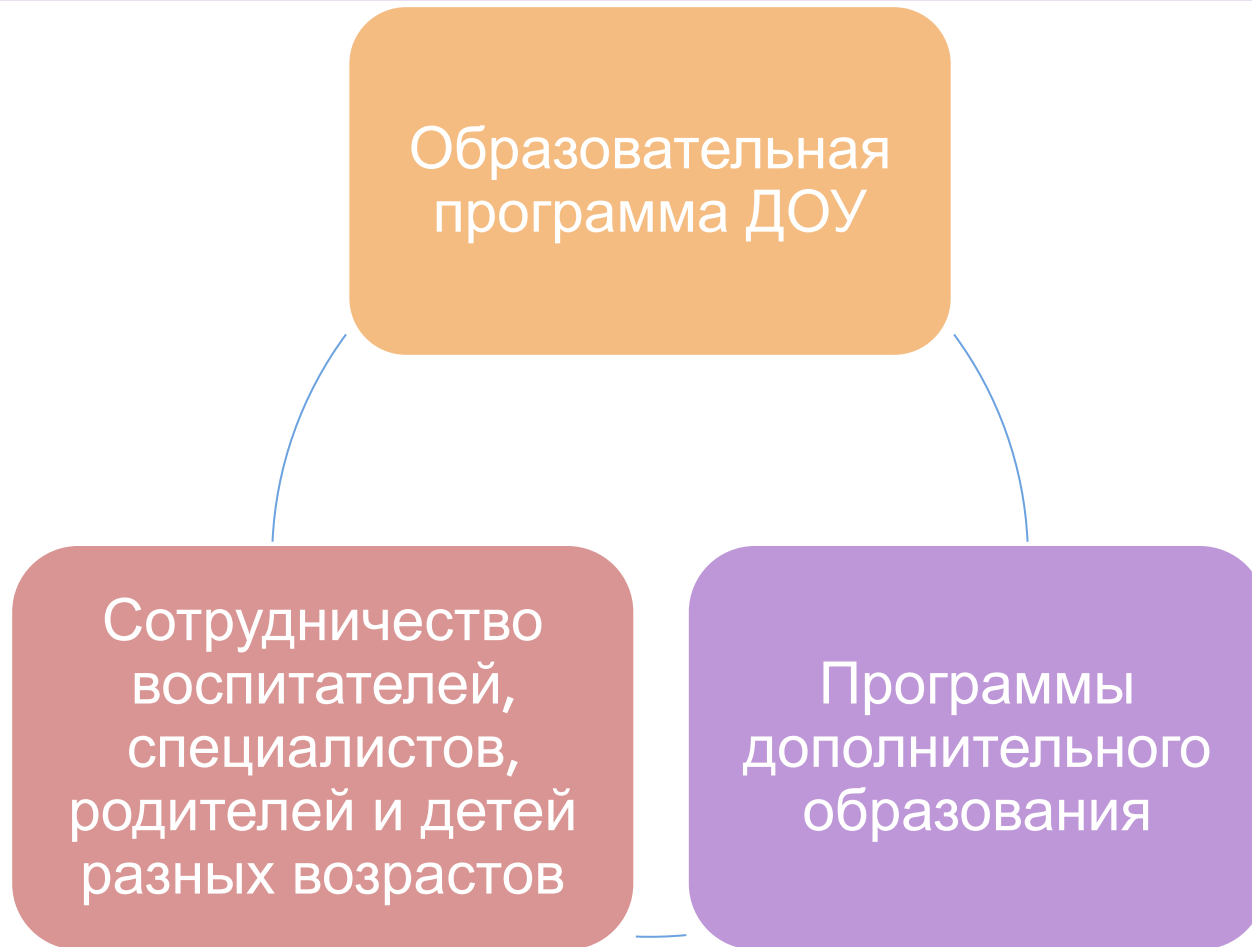 Образовательная
программа ДОУ
Сотрудничество
воспитателей,
специалистов,
родителей и детей
разных возрастов
Программы
дополнительного
образования